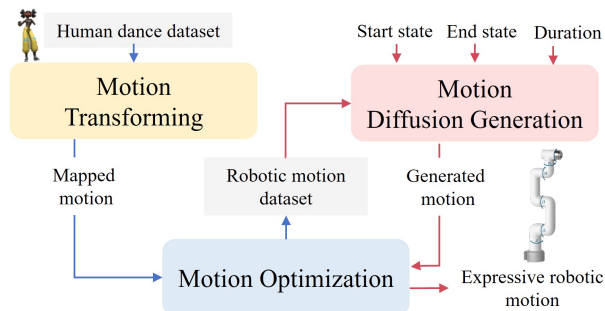 Human dance dataset
Start state
End state
Duration
Motion
Transforming
Motion
Diffusion Generation
Mapped
motion
Robotic motion
dataset
Generated
motion
Motion Optimization
Expressive robotic
motion